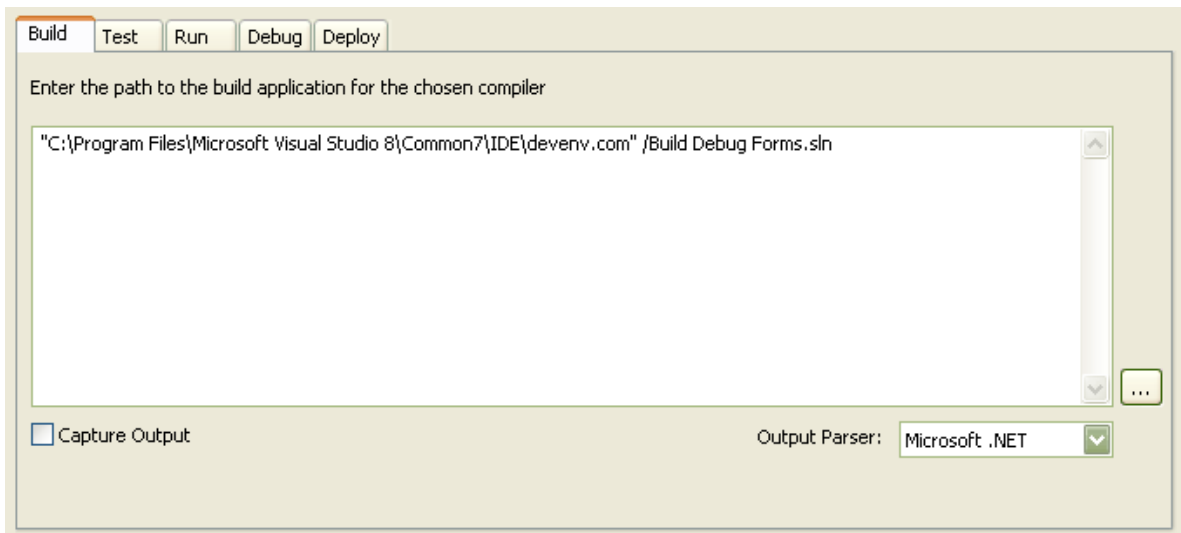 Build Test Run Debug Deploy
Enter the path to the build application for the chosen compiler
"C:\Program Files\Microsoft Visual Studio 8\Common7\IDE\devenv.com" /Build Debug Forms.sln
...
Capture Output Output Parser: Microsoft .NET